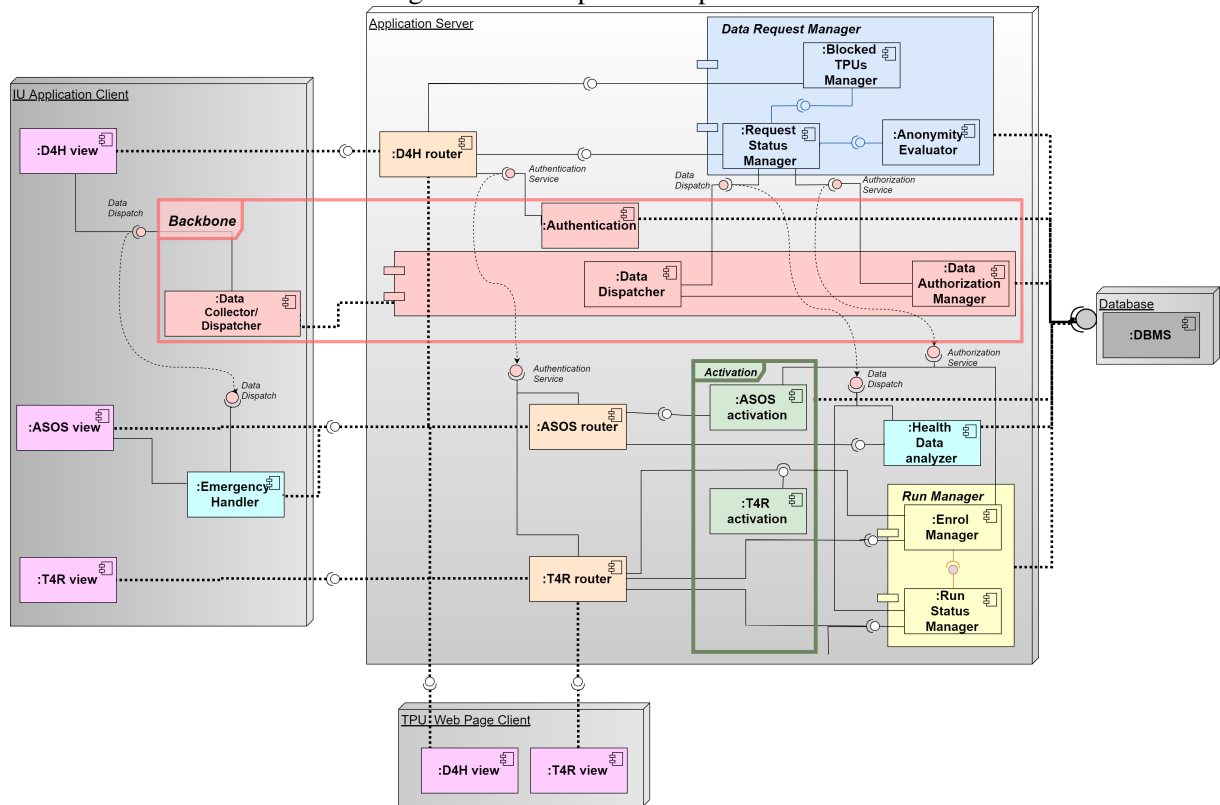 Application Server
Data Request Manager
:Blocked
TPUs
Manager
IU Application Client
:D4H view
:D4H router
:Request
Status
Manager
:Anonymity
Evaluator
Authentication
Service
Data
Dispatch
Authorization
Service
Data
Dispatch
Backbone
:Authentication
:Data
Collector/
Dispatcher
:Data
Dispatcher
:Data
Authorization
Manager
Database
:DBMS
Authentication
Service
Activation
Data
Dispatch
Authorization
Service
Data
Dispatch
:ASOS view
:ASOS router
:ASOS
activation
:Health
Data
analyzer
:Emergency
Handler
:T4R
activation
Run Manager
:Enrol
Manager
:T4R view
:T4R router
:Run
Status
Manager
TPU: Web Page Client
:D4H view
:T4R view